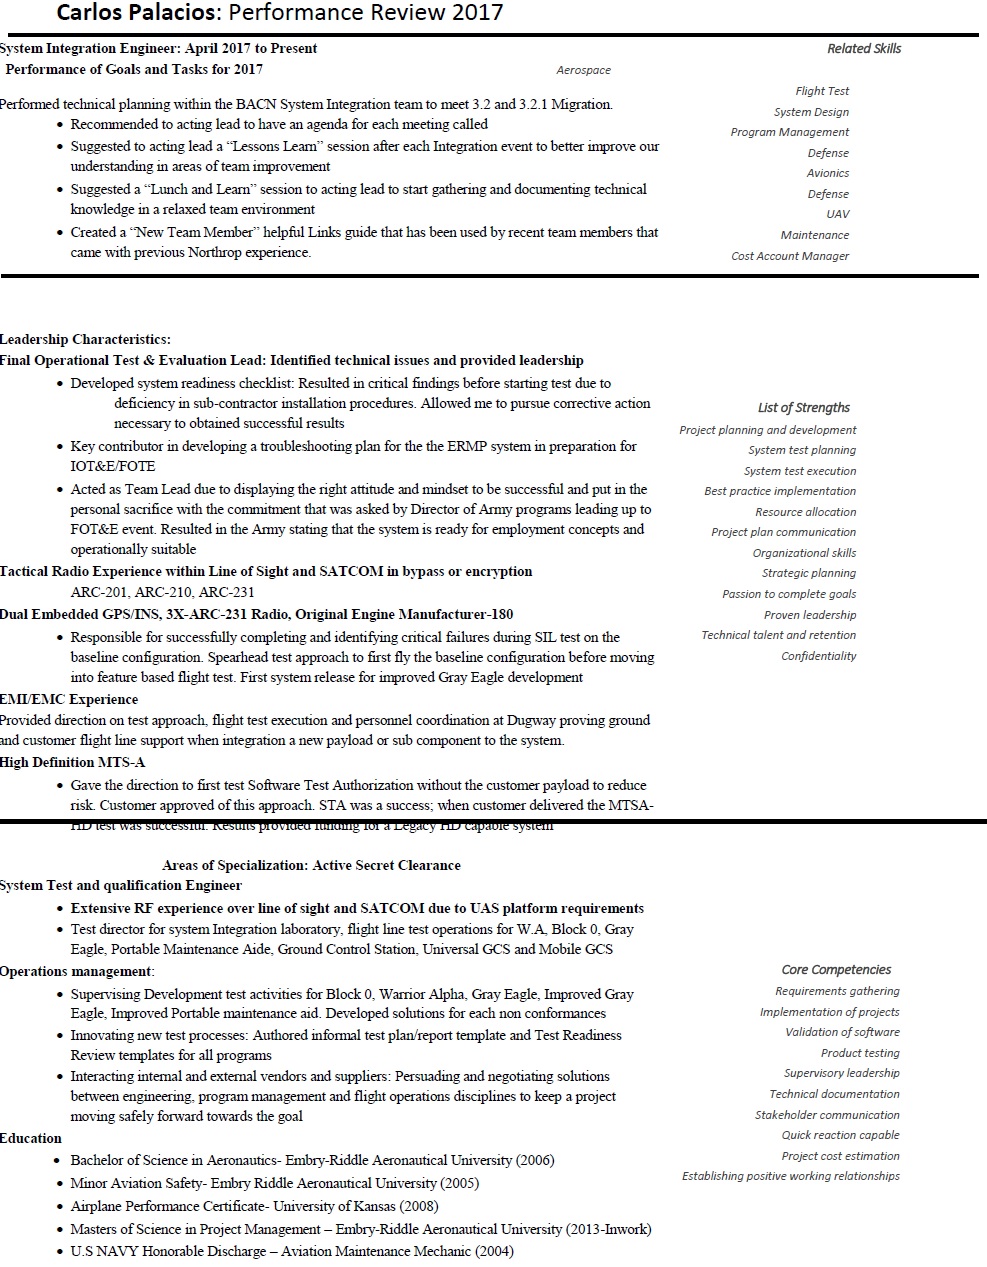 Carlos Palacios: Performance Review 2017
System Integration Engineer: April 2017 to Present
Performance of Goals and Tasks for 2017
Performed technical planning within the BACN System Integration team to meet 3.2 and 3.2.1 Migration.
• Recommended to acting lead to have an agenda for each meeting called
• Suggested to acting lead a “Lessons Learn” session after each Integration event to better improve our
understanding in areas of team improvement
• Suggested a “Lunch and Learn” session to acting lead to start gathering and documenting technical
knowledge in a relaxed team environment
• Created a “New Team Member” helpful Links guide that has been used by recent team members that
came with previous Northrop experience.
Related Skills
Aerospace
Flight Test
System Design
Program Management
Defense
Avionics
Defense
UAV
Maintenance
Cost Account Manager
Leadership Characteristics:
Final Operational Test & Evaluation Lead: Identified technical issues and provided leadership
• Developed system readiness checklist: Resulted in critical findings before starting test due to
deficiency in sub-contractor installation procedures. Allowed me to pursue corrective action
necessary to obtained successful results
• Key contributor in developing a troubleshooting plan for the the ERMP system in preparation for
IOT&E/FOTE
• Acted as Team Lead due to displaying the right attitude and mindset to be successful and put in the
personal sacrifice with the commitment that was asked by Director of Army programs leading up to
FOT&E event. Resulted in the Army stating that the system is ready for employment concepts and
operationally suitable
Tactical Radio Experience within Line of Sight and SATCOM in bypass or encryption
ARC-201, ARC-210, ARC-231
Dual Embedded GPS/INS, 3X-ARC-231 Radio, Original Engine Manufacturer-180
• Responsible for successfully completing and identifying critical failures during SIL test on the
baseline configuration. Spearhead test approach to first fly the baseline configuration before moving
into feature based flight test. First system release for improved Gray Eagle development
EMI/EMC Experience
Provided direction on test approach, flight test execution and personnel coordination at Dugway proving ground
and customer flight line support when integration a new payload or sub component to the system.
High Definition MTS-A
• Gave the direction to first test Software Test Authorization without the customer payload to reduce
risk. Customer approved of this approach. STA was a success; when customer delivered the MTSA-
HD test was successful. Results provided funding for a Legacy HD capable system
List of Strengths
Project planning and development
System test planning
System test execution
Best practice implementation
Resource allocation
Project plan communication
Organizational skills
Strategic planning
Passion to complete goals
Proven leadership
Technical talent and retention
Confidentiality
Areas of Specialization: Active Secret Clearance
System Test and qualification Engineer
• Extensive RF experience over line of sight and SATCOM due to UAS platform requirements
• Test director for system Integration laboratory, flight line test operations for W.A, Block 0, Gray
Eagle, Portable Maintenance Aide, Ground Control Station, Universal GCS and Mobile GCS
Operations management:
• Supervising Development test activities for Block 0, Warrior Alpha, Gray Eagle, Improved Gray
Eagle, Improved Portable maintenance aid. Developed solutions for each non conformances
• Innovating new test processes: Authored informal test plan/report template and Test Readiness
Review templates for all programs
• Interacting internal and external vendors and suppliers: Persuading and negotiating solutions
between engineering, program management and flight operations disciplines to keep a project
moving safely forward towards the goal
Education
• Bachelor of Science in Aeronautics- Embry-Riddle Aeronautical University (2006)
• Minor Aviation Safety- Embry Riddle Aeronautical University (2005)
• Airplane Performance Certificate- University of Kansas (2008)
• Masters of Science in Project Management – Embry-Riddle Aeronautical University (2013-Inwork)
• U.S NAVY Honorable Discharge – Aviation Maintenance Mechanic (2004)
Core Competencies
Requirements gathering
Implementation of projects
Validation of software
Product testing
Supervisory leadership
Technical documentation
Stakeholder communication
Quick reaction capable
Project cost estimation
Establishing positive working relationships